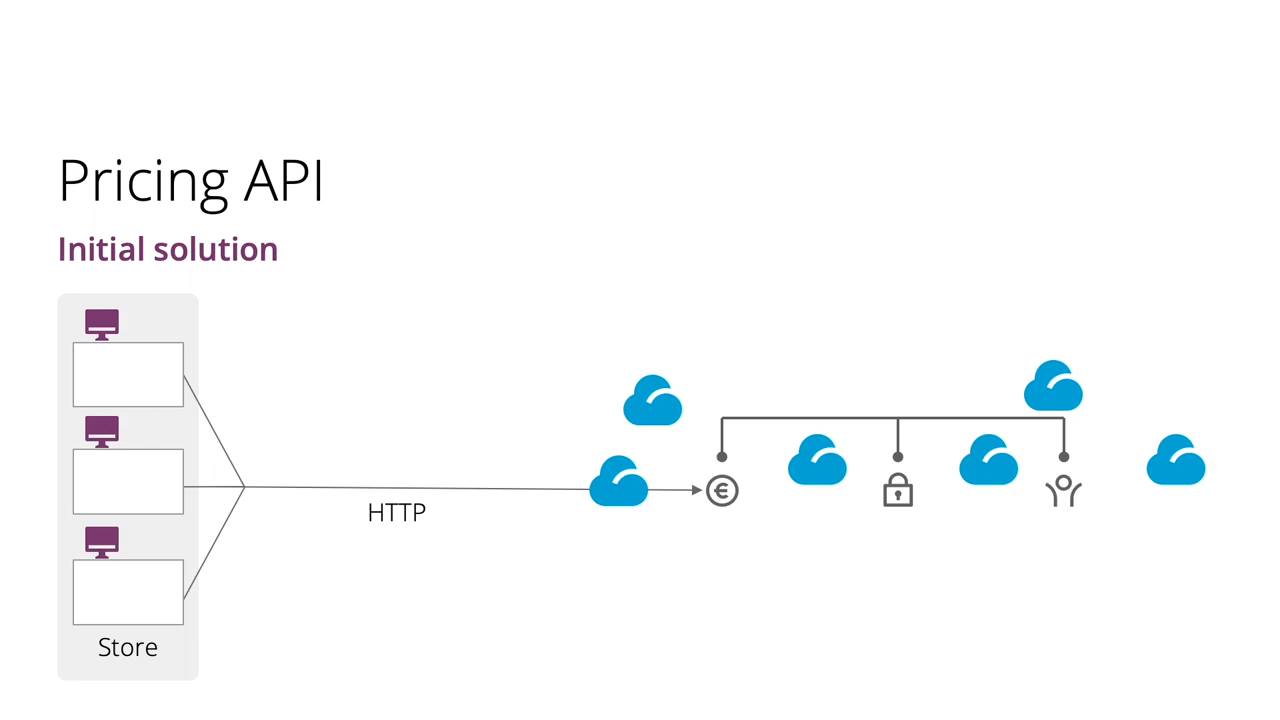 Pricing API
Initial solution
HTTP
€
Store